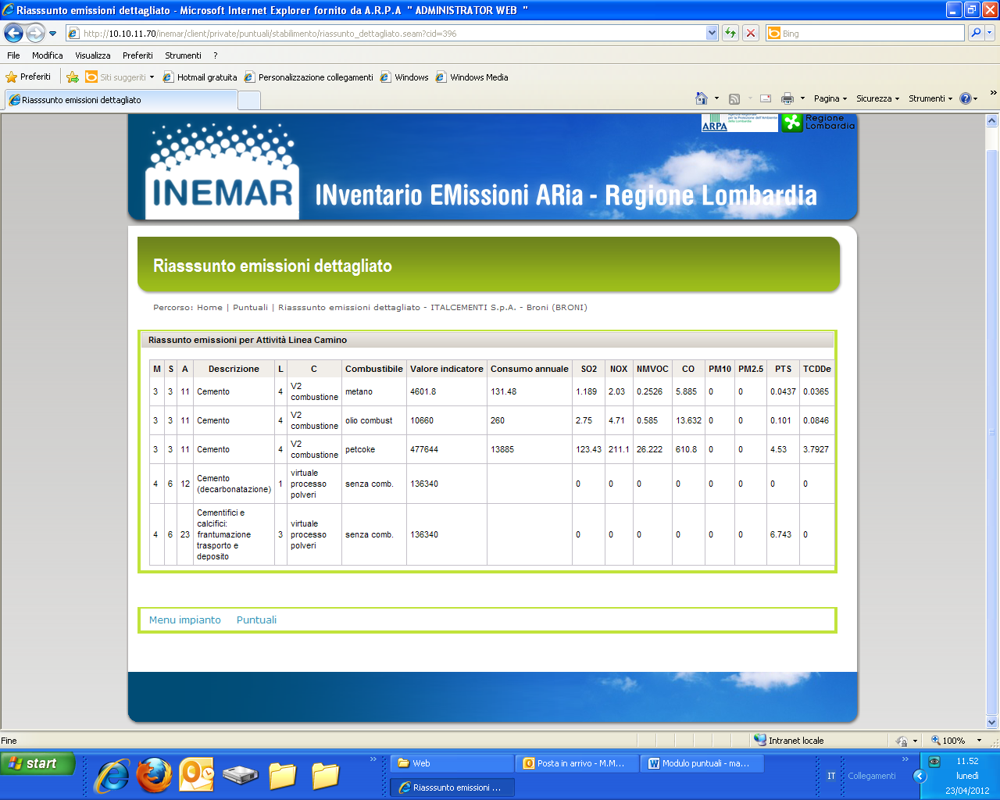 Riasssunto emissioni dettagliato - Microsoft Internet Explorer fornito da A.R.P.A " ADMINISTRATOR WEB "
http://10.10.11.70/inemar/client/private/puntuali/stabilimento/riassunto_dettagliato.seam?cid=396
Bing
File Modifica Visualizza Preferiti Strumenti ?
Preferiti Siti suggeriti Hotmail gratuita Personalizzazione collegamenti Windows Windows Media
Riasssunto emissioni dettagliato
Pagina Sicurezza Strumenti
ARPA
per la Protezione dell'Ambiente
della Lombardia
Regione
Lombardia
INEMAR
INventario EMissioni ARia - Regione Lombardia
Riasssunto emissioni dettagliato
Percorso: Home | Puntuali | Riasssunto emissioni dettagliato - ITALCEMENTI S.p.A. - Broni (BRONI)
Riassunto emissioni per Attività Linea Camino
M S A Descrizione L C Combustibile Valore indicatore Consumo annuale SO2 NOX NMVOC CO PM10 PM2.5 PTS TCDDe
3 3 11 Cemento 4 V2 combustione metano 4601.8 131.48 1.189 2.03 0.2526 5.885 0 0 0.0437 0.0365
3 3 11 Cemento 4 V2 combustione olio combust 10660 260 2.75 4.71 0.585 13.632 0 0 0.101 0.0846
3 3 11 Cemento 4 V2 combustione petcoke 477644 13885 123.43 211.1 26.222 610.8 0 0 4.53 3.7927
4 6 12 Cemento (decarbonatazione) 1 virtuale processo polveri senza comb. 136340 0 0 0 0 0 0 0 0
4 6 23 Cementifici e calcifici: frantumazione trasporto e deposito 3 virtuale processo polveri senza comb. 136340 0 0 0 0 0 0 6.743 0
Menu impianto Puntuali
Fine
Intranet locale
100%
start
Web
Posta in arrivo - M.M...
Modulo puntuali - ma...
Riasssunto emissioni ...
IT
Collegamenti
11.52
lunedì
23/04/2012